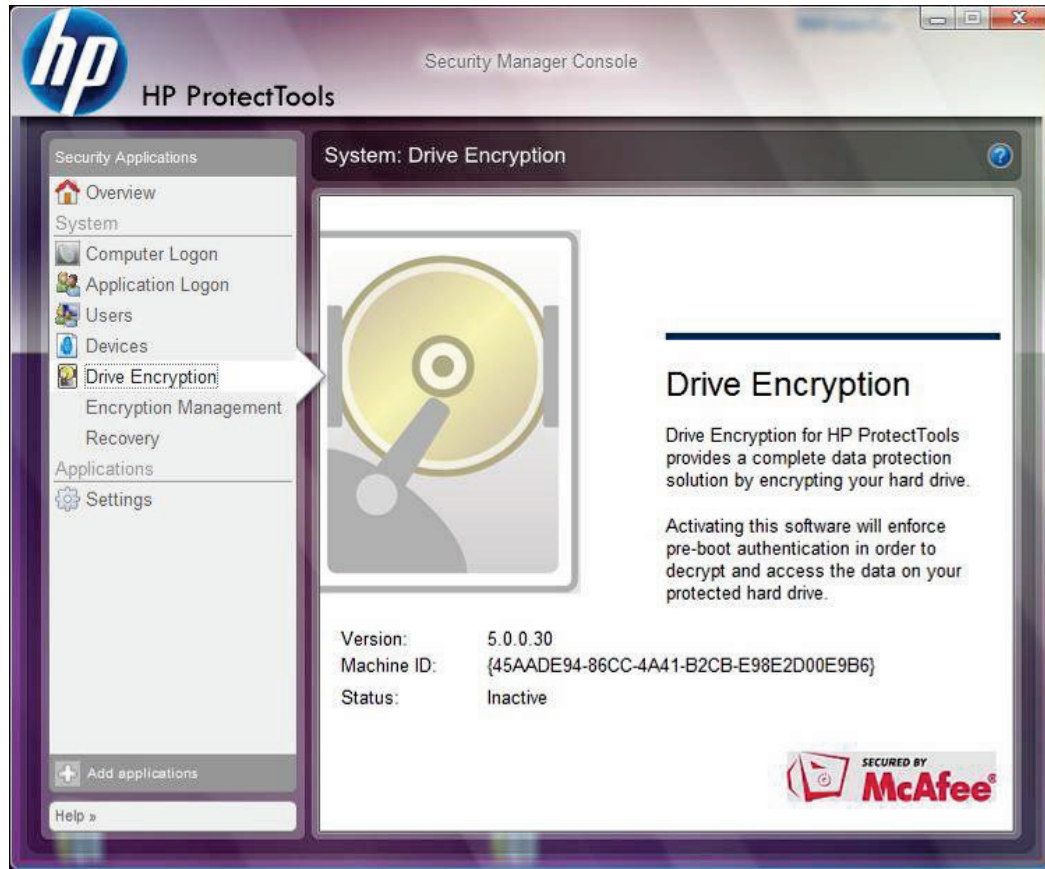 hp
HP ProtectTools
Security Manager Console
Security Applications
Overview
System
Computer Logon
Application Logon
Users
Devices
Drive Encryption
Encryption Management
Recovery
Applications
Settings
Add applications
Help »
System: Drive Encryption
?
Drive Encryption
Drive Encryption for HP ProtectTools
provides a complete data protection
solution by encrypting your hard drive.
Activating this software will enforce
pre-boot authentication in order to
decrypt and access the data on your
protected hard drive.
Version: 5.0.0.30
Machine ID: {45AADE94-86CC-4A41-B2CB-E98E2D00E9B6}
Status: Inactive
SECURED BY
McAfee®